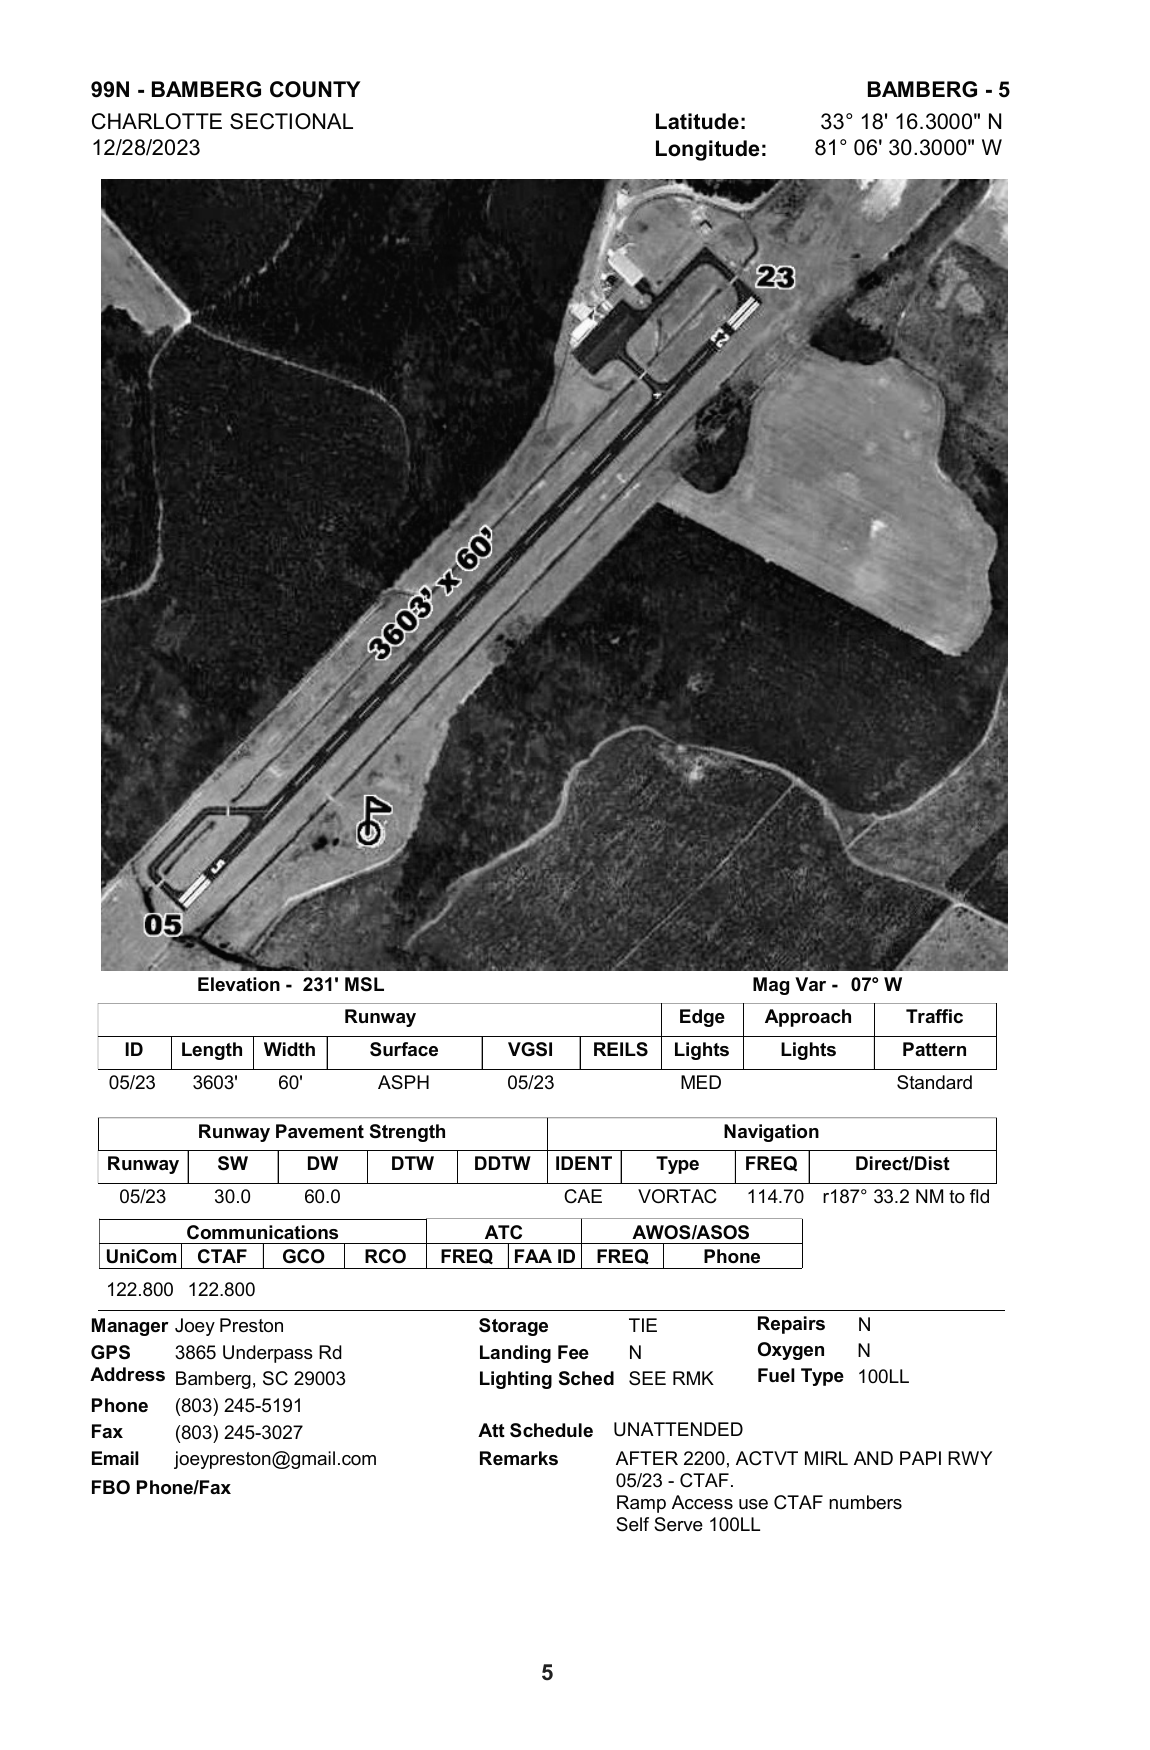 99N - BAMBERG COUNTY BAMBERG - 5
CHARLOTTE SECTIONAL Latitude: 33° 18' 16.3000" N
12/28/2023 Longitude: 81° 06' 30.3000" W
23
23
3603' x 60'
5
05
Elevation - 231' MSL Mag Var - 07° W
Runway Edge Approach Traffic
ID Length Width Surface VGSI REILS Lights Lights Pattern
05/23 3603' 60' ASPH 05/23 MED Standard
Runway Pavement Strength Navigation
Runway SW DW DTW DDTW IDENT Type FREQ Direct/Dist
05/23 30.0 60.0 CAE VORTAC 114.70 r187° 33.2 NM to fld
Communications ATC AWOS/ASOS
UniCom CTAF GCO RCO FREQ FAA ID FREQ Phone
122.800 122.800
Manager Joey Preston Storage TIE Repairs N
GPS 3865 Underpass Rd Landing Fee N Oxygen N
Address Bamberg, SC 29003 Lighting Sched SEE RMK Fuel Type 100LL
Phone (803) 245-5191
Fax (803) 245-3027 Att Schedule UNATTENDED
Email joeypreston@gmail.com Remarks AFTER 2200, ACTVT MIRL AND PAPI RWY
05/23 - CTAF.
FBO Phone/Fax
Ramp Access use CTAF numbers
Self Serve 100LL
5